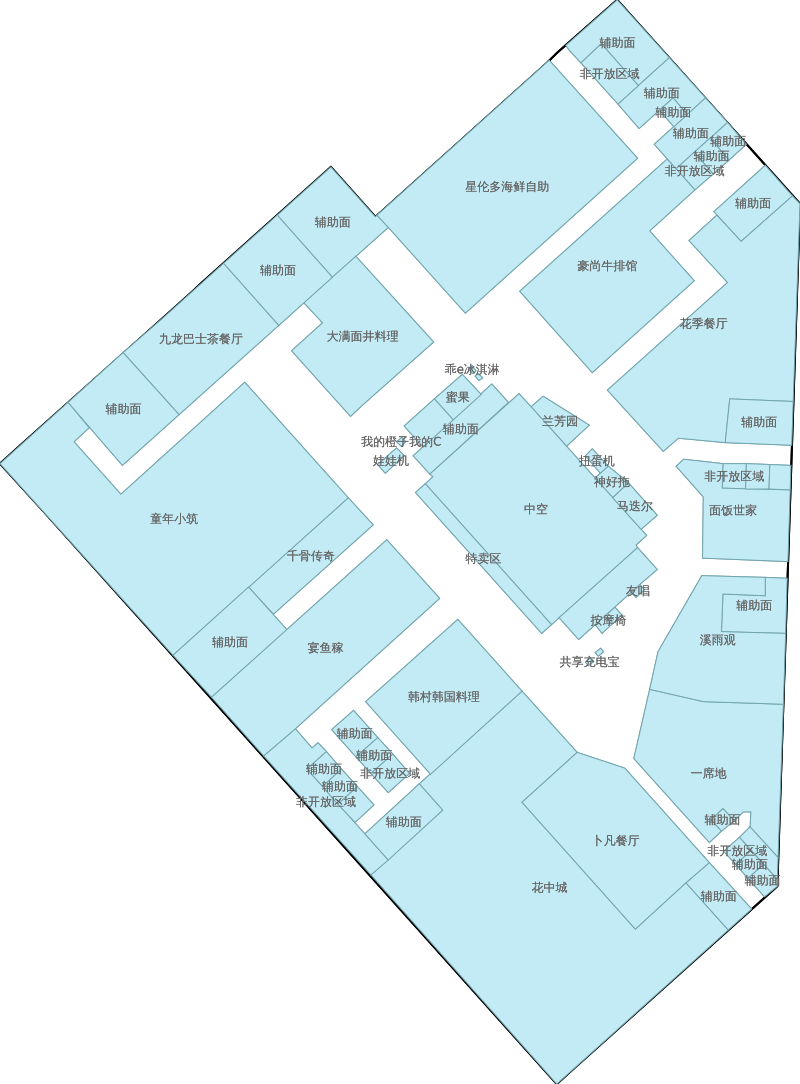 辅助面
非开放区域
辅助面
辅助面
辅助面
辅助面
辅助面
非开放区域
星伦多海鲜自助
辅助面
辅助面
豪尚牛排馆
辅助面
花季餐厅
九龙巴士茶餐厅
大满面井料理
乖e冰淇淋
蜜果
辅助面
兰芳园
辅助面
辅助面
我的橙子我的C
娃娃机
扭蛋机
非开放区域
神好拖
马迭尔
中空
面饭世家
童年小筑
千骨传奇
特卖区
友唱
辅助面
按摩椅
辅助面
宴鱼稼
溪雨观
共享充电宝
韩村韩国料理
辅助面
辅助面
辅助面
非开放区域
一席地
辅助面
非开放区域
辅助面
辅助面
卜凡餐厅
非开放区域
辅助面
辅助面
花中城
辅助面